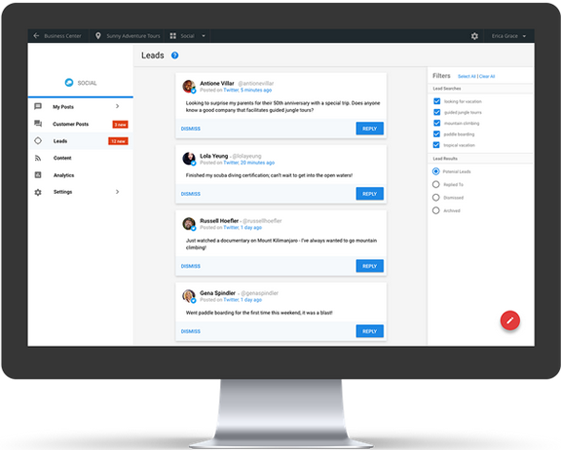 Business Center
Sunny Adventure Tours
Social
Erica Grace
SOCIAL
My Posts
Customer Posts
3 new
Leads
12 new
Content
Analytics
Settings
Leads ?
Antione Villar - @antionevillar
Posted on Twitter, 5 minutes ago
Looking to surprise my parents for their 50th anniversary with a special trip. Does anyone
know a good company that facilitates guided jungle tours?
DISMISS
REPLY
Lola Yeung - @lolayeung
Posted on Twitter, 20 minutes ago
Finished my scuba diving certification; can't wait to get into the open waters!
DISMISS
REPLY
Russell Hoefler - @russellhoefler
Posted on Twitter, 1 day ago
Just watched a documentary on Mount Kilimanjaro - I've always wanted to go mountain
climbing!
DISMISS
REPLY
Gena Spindler - @genaspindler
Posted on Twitter, 1 day ago
Went paddle boarding for the first time this weekend, it was a blast!
DISMISS
REPLY
Filters
Select All | Clear All
Lead Searches
looking for vacation
guided jungle tours
mountain climbing
paddle boarding
tropical vacation
Lead Results
Potenial Leads
Replied To
Dismissed
Archived